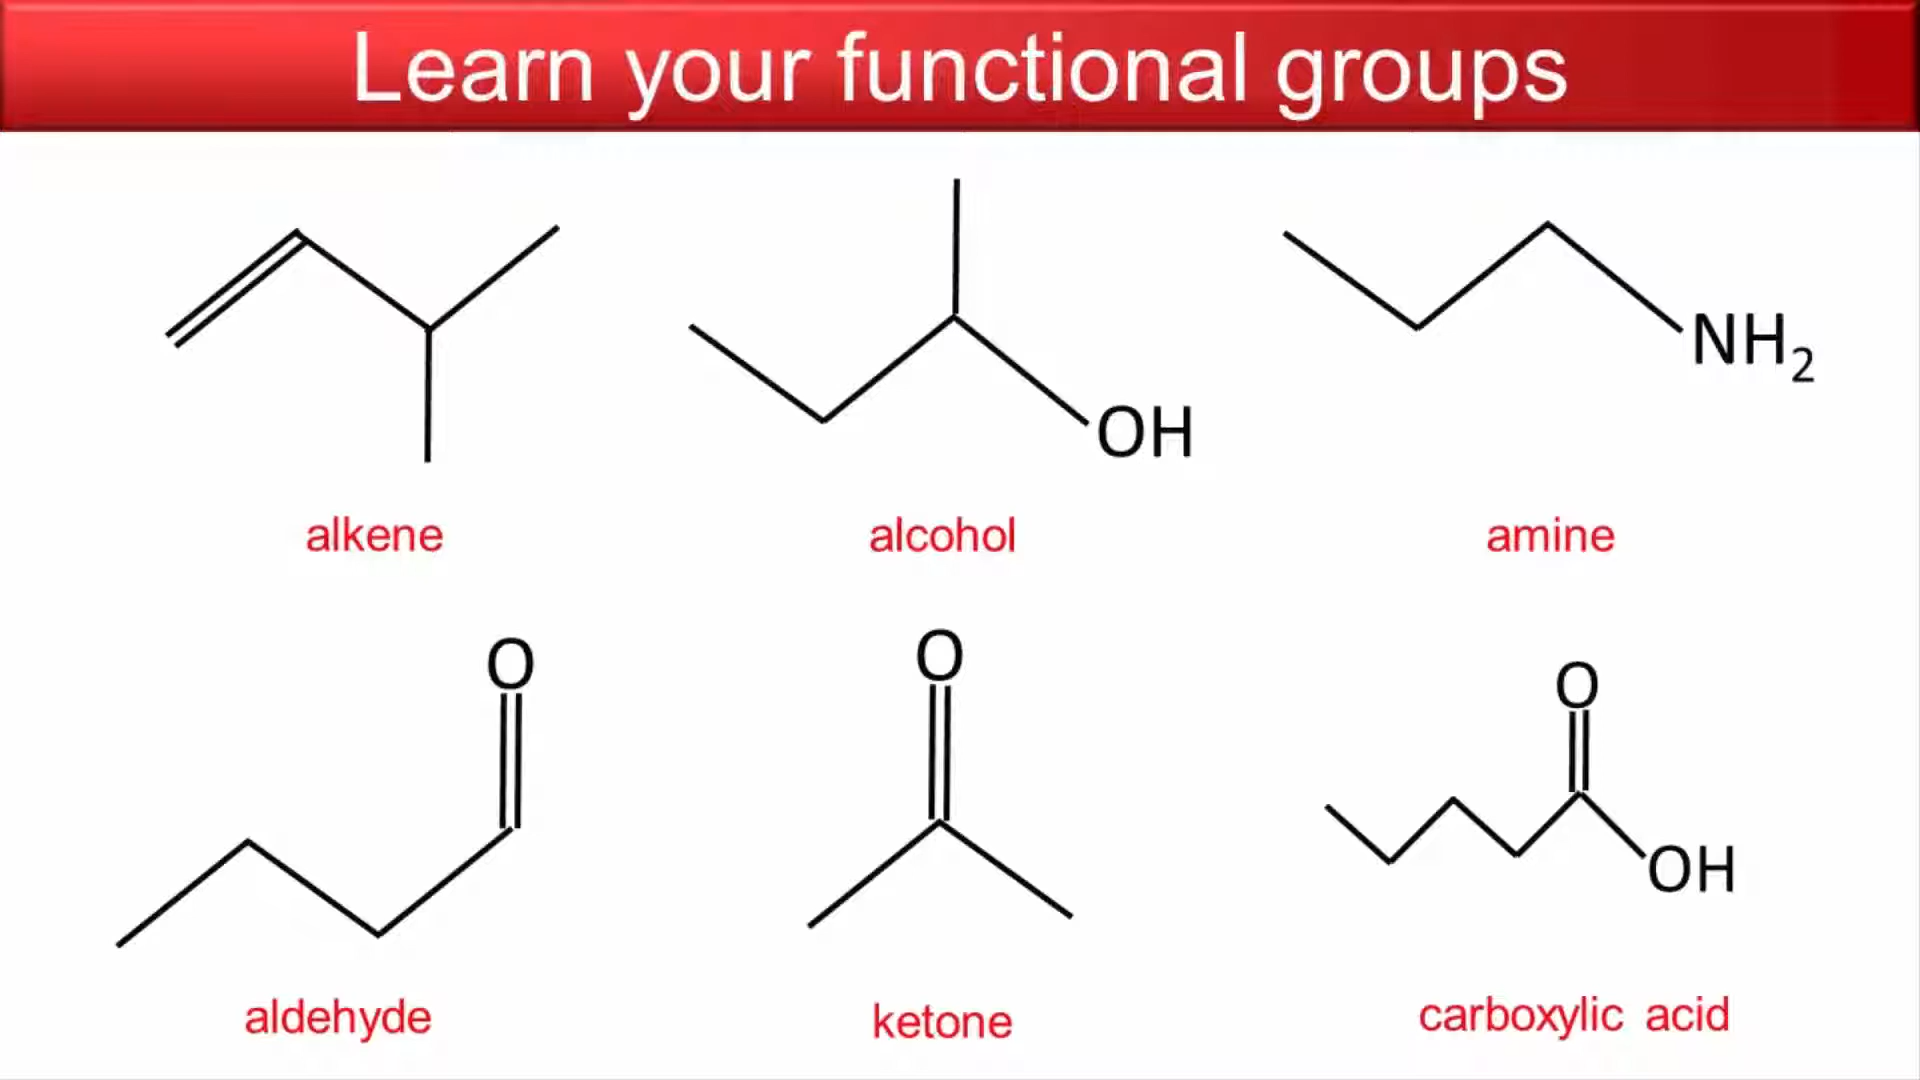 Learn your functional groups
OH
NH₂
alkene
alcohol
amine
O
O
O
OH
aldehyde
ketone
carboxylic acid